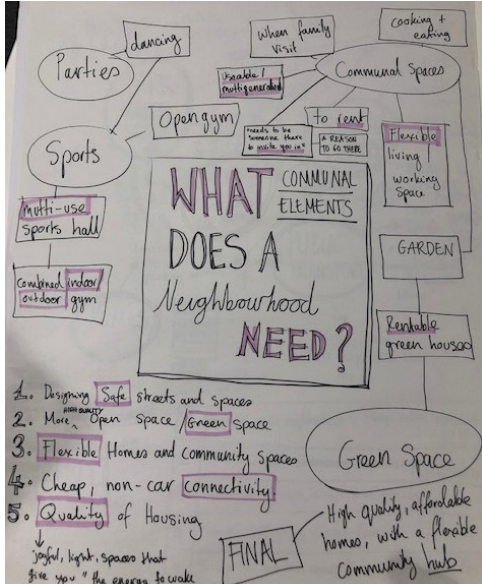 dancing
Parties
When family
visit
cooking +
eating
Communal Spaces
Useable/
multigenerational
Open gym
to rent
"needs to be
someone there
to invite you in"
A REASON
TO GO THERE
Flexible
living/
working
space
Sports
WHAT COMMUNAL
ELEMENTS
DOES A
Neighbourhood
NEED?
multi-use
sports hall
GARDEN
combined indoor/
outdoor gym
Rentable
green houses
1. Designing Safe streets and spaces
2. More HIGH QUALITY Open Space / Green space
3. Flexible Homes and community spaces
4. Cheap, non-car connectivity.
5. Quality of Housing
Green Space
joyful, light, spaces that
give you "the energy to wake
FINAL
High quality, affordable
homes, with a flexible
community hub